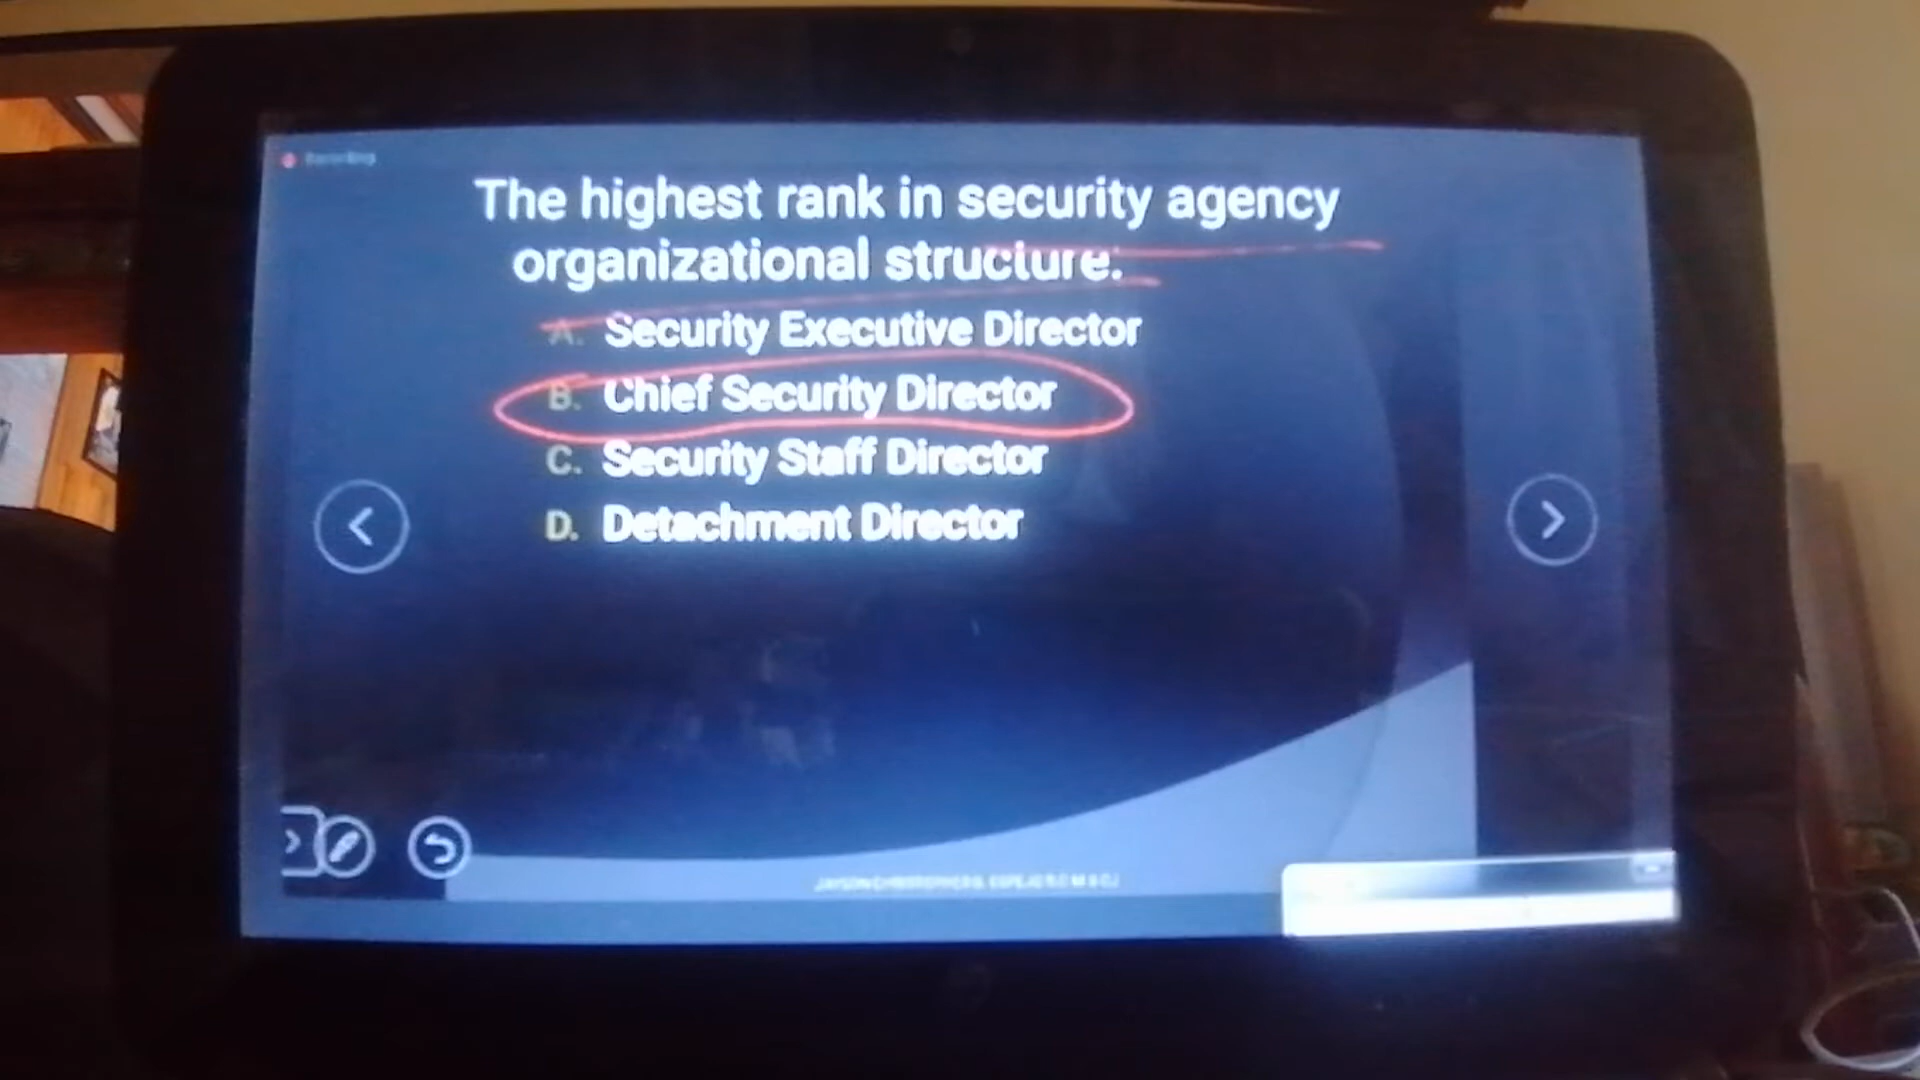 Recording
The highest rank in security agency
organizational structure:
A. Security Executive Director
B. Chief Security Director
C. Security Staff Director
D. Detachment Director